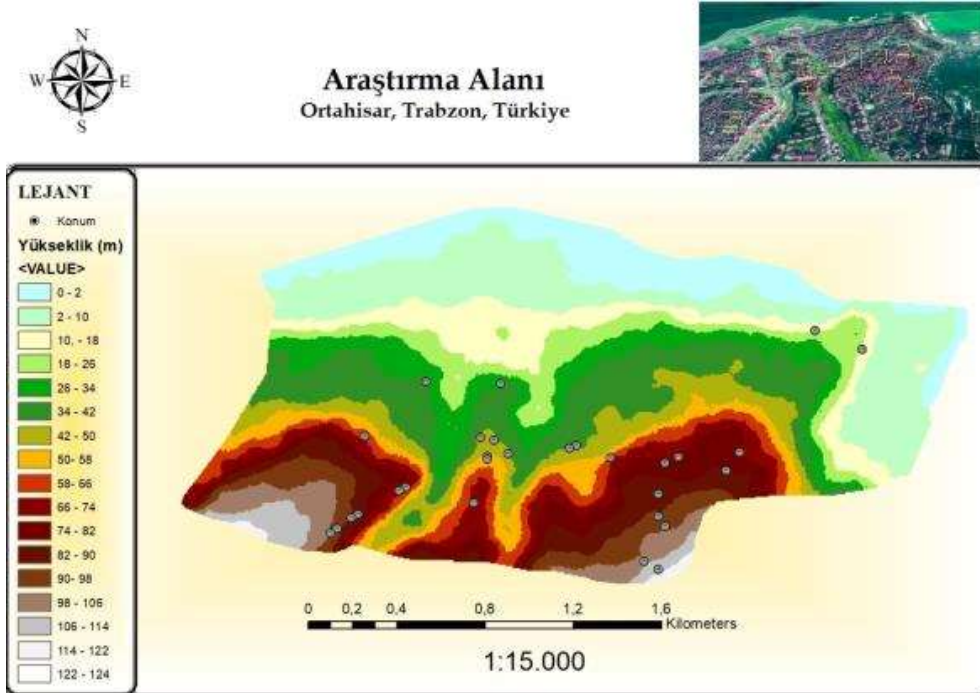 N
W E
S
Araştırma Alanı
Ortahisar, Trabzon, Türkiye
LEJANT
Konum
Yükseklik (m)
<VALUE>
0 - 2
2 - 10
10, - 18
18 - 26
26 - 34
34 - 42
42 - 50
50 - 58
58- 66
66 - 74
74 - 82
82 - 90
90- 98
98 - 106
106 - 114
114 - 122
122 - 124
0 0,2 0,4 0,8 1,2 1,6
Kilometers
1:15.000